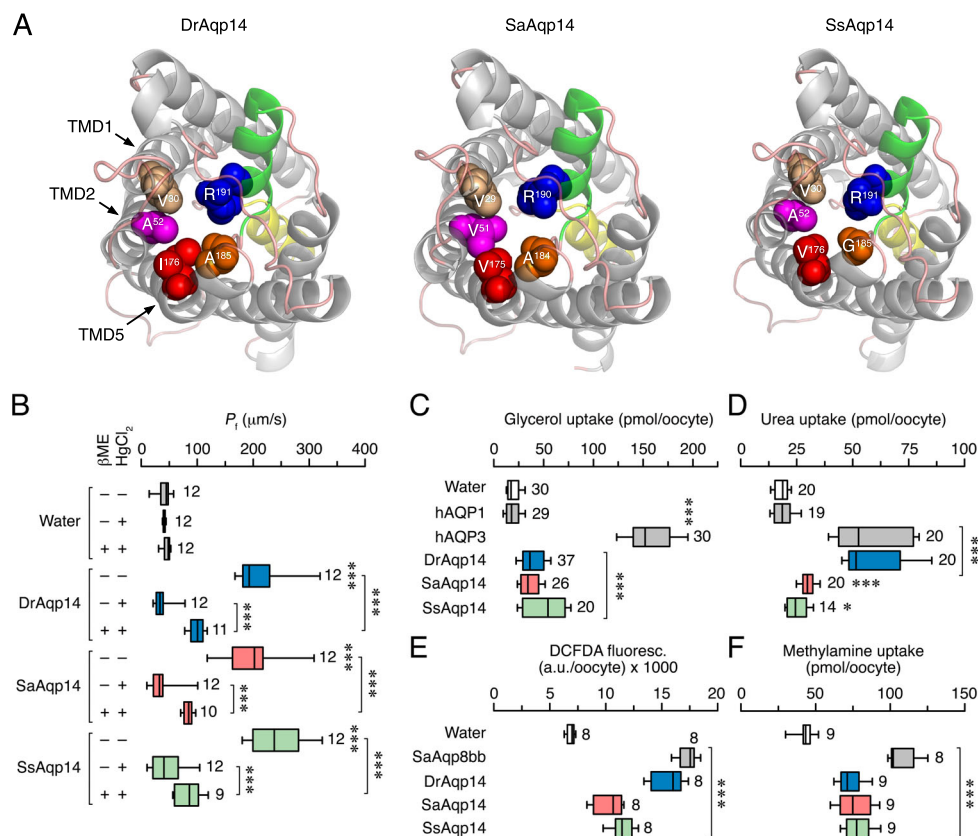 A
DrAqp14 SaAqp14 SsAqp14
TMD1
TMD2
TMD5
V30 R191 A52 I176 A185
V29 R190 V51 V175 A184
V30 R191 A52 V176 G185
B
Pf (μm/s)
βME HgCl2
0 100 200 300 400
Water
− − 12
− + 12
+ + 12
DrAqp14
− − 12 ***
− + 12
+ + 11
*** ***
SaAqp14
− − 12 ***
− + 12
+ + 10
*** ***
SsAqp14
− − 12 ***
− + 12
+ + 9
*** ***
C
Glycerol uptake (pmol/oocyte)
0 50 100 150 200
Water 30
hAQP1 29
hAQP3 30 ***
DrAqp14 37
SaAqp14 26
SsAqp14 20
***
D
Urea uptake (pmol/oocyte)
0 25 50 75 100
20
19
20
20
***
20 ***
14 *
E
DCFDA fluoresc.
(a.u./oocyte) x 1000
0 5 10 15 20
Water 8
SaAqp8bb 8
DrAqp14 8
SaAqp14 8
SsAqp14 8
***
F
Methylamine uptake
(pmol/oocyte)
0 50 100 150
9
8
9
9
9
***